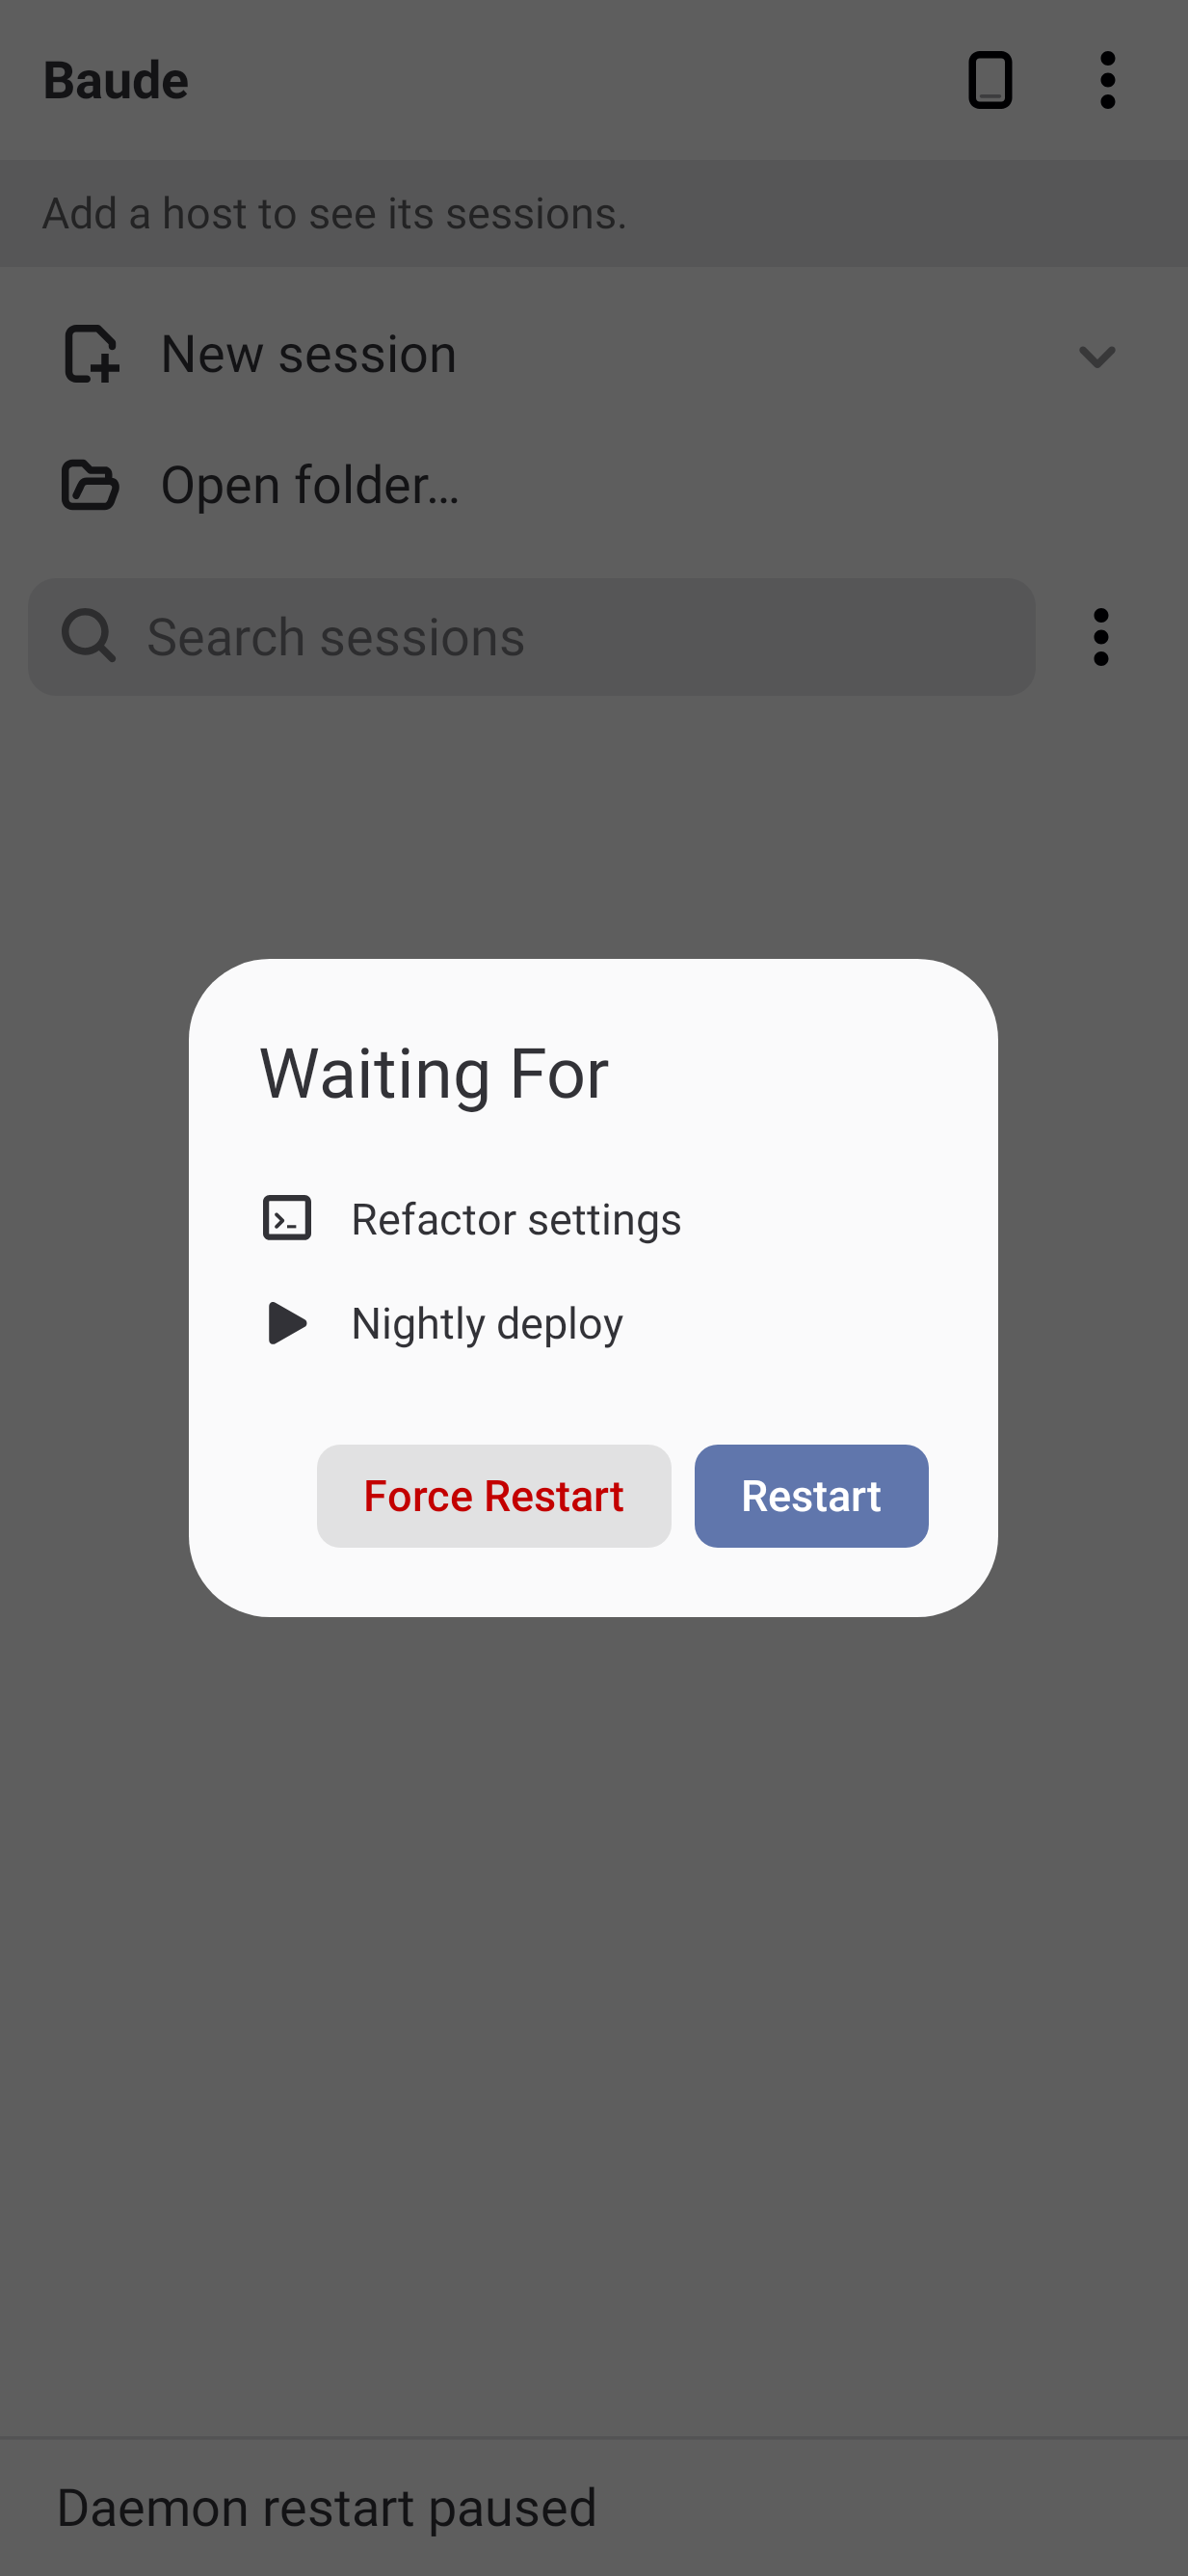 Baude
Add a host to see its sessions.
New session
Open folder…
Search sessions
Waiting For
Refactor settings
Nightly deploy
Force Restart
Restart
Daemon restart paused